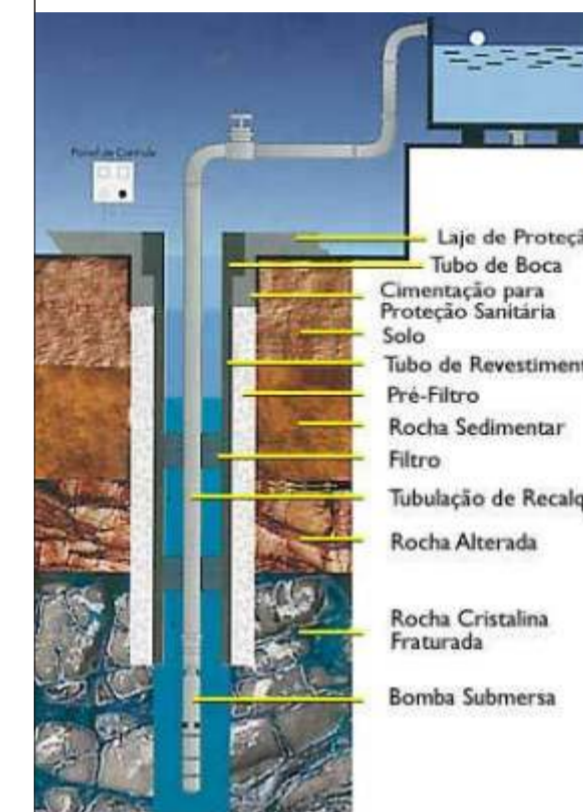 Painel de Controle
Laje de Proteçã
Tubo de Boca
Cimentação para
Proteção Sanitária
Solo
Tubo de Revestiment
Pré-Filtro
Rocha Sedimentar
Filtro
Tubulação de Recalq
Rocha Alterada
Rocha Cristalina
Fraturada
Bomba Submersa